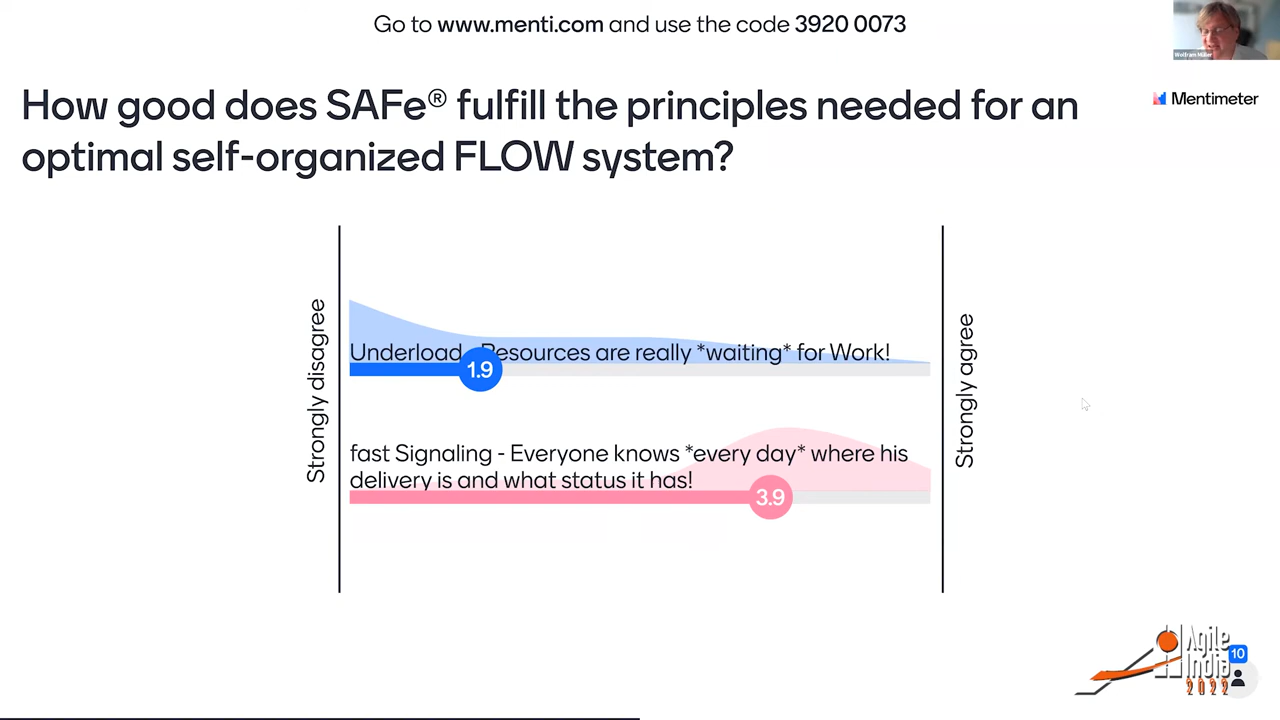 Go to www.menti.com and use the code 3920 0073
Wolfram Müller
How good does SAFe® fulfill the principles needed for an
optimal self-organized FLOW system?
Mentimeter
Strongly disagree
Underload - Resources are really *waiting* for Work!
1.9
fast Signaling - Everyone knows *every day* where his
delivery is and what status it has!
3.9
Strongly agree
Agile
India
2022
10